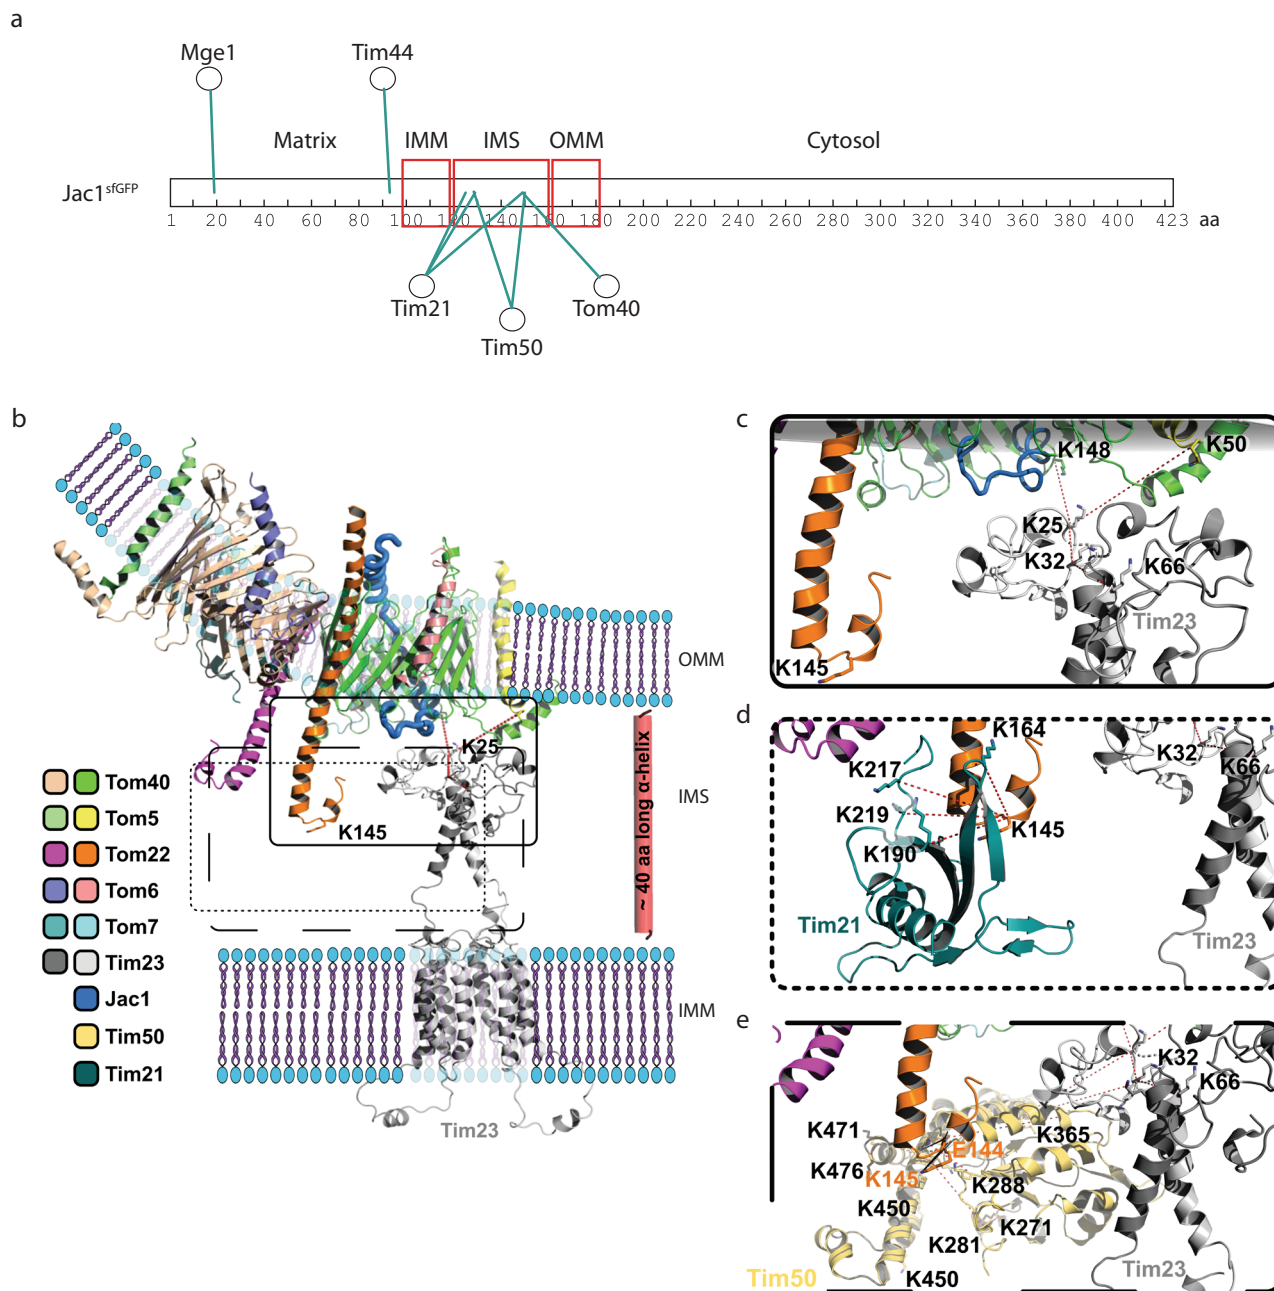 a
Mge1
Tim44
Matrix
IMM
IMS
OMM
Cytosol
Jac1sfGFP
1 20 40 60 80 100 180 200 220 240 260 280 300 320 340 360 380 400 423 aa
Tim21
Tom40
Tim50
b
OMM
K25
IMS
K145
~ 40 aa long α-helix
Tom40
Tom5
Tom22
Tom6
Tom7
Tim23
Jac1
Tim50
Tim21
IMM
Tim23
c
K148
K50
K25
K32
K66
Tim23
K145
d
K164
K32
K66
K217
K219
K145
K190
Tim21
Tim23
e
K32
K66
K471
K365
E144
K476
K145
K288
K450
K271
K281
Tim50
K450
Tim23